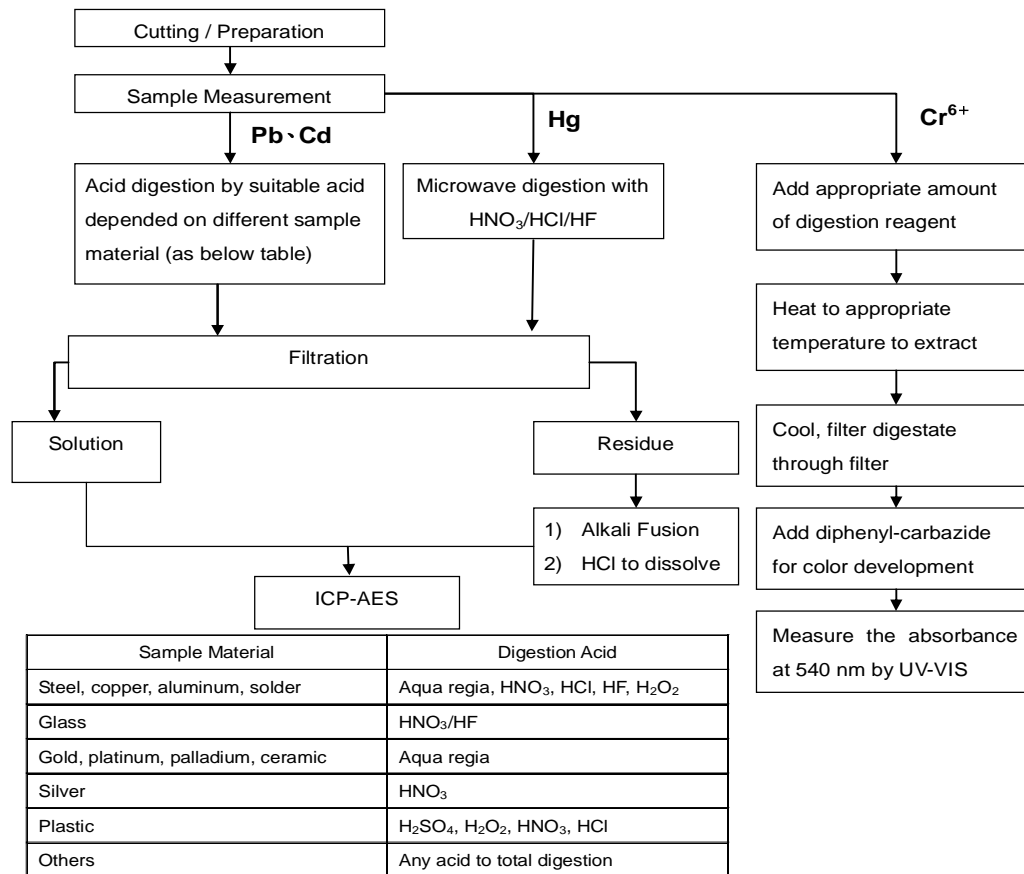 Cutting / Preparation
Sample Measurement
Pb、Cd
Hg
Cr⁶⁺
Acid digestion by suitable acid
depended on different sample
material (as below table)
Microwave digestion with
HNO₃/HCl/HF
Add appropriate amount
of digestion reagent
Heat to appropriate
temperature to extract
Filtration
Solution
Residue
Cool, filter digestate
through filter
1) Alkali Fusion
2) HCl to dissolve
Add diphenyl-carbazide
for color development
ICP-AES
Measure the absorbance
at 540 nm by UV-VIS
Sample Material Digestion Acid
Steel, copper, aluminum, solder Aqua regia, HNO₃, HCl, HF, H₂O₂
Glass HNO₃/HF
Gold, platinum, palladium, ceramic Aqua regia
Silver HNO₃
Plastic H₂SO₄, H₂O₂, HNO₃, HCl
Others Any acid to total digestion